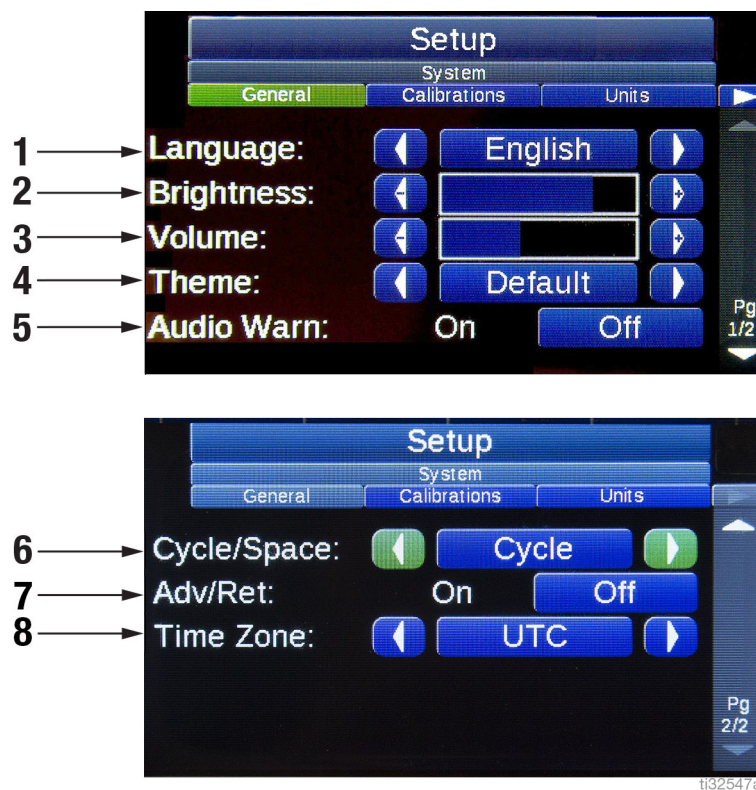 Setup
System
General Calibrations Units
1 Language: English
2 Brightness: - +
3 Volume: - +
4 Theme: Default
5 Audio Warn: On Off
Pg
1/2
Setup
System
General Calibrations Units
6 Cycle/Space: Cycle
7 Adv/Ret: On Off
8 Time Zone: UTC
Pg
2/2
ti32547a